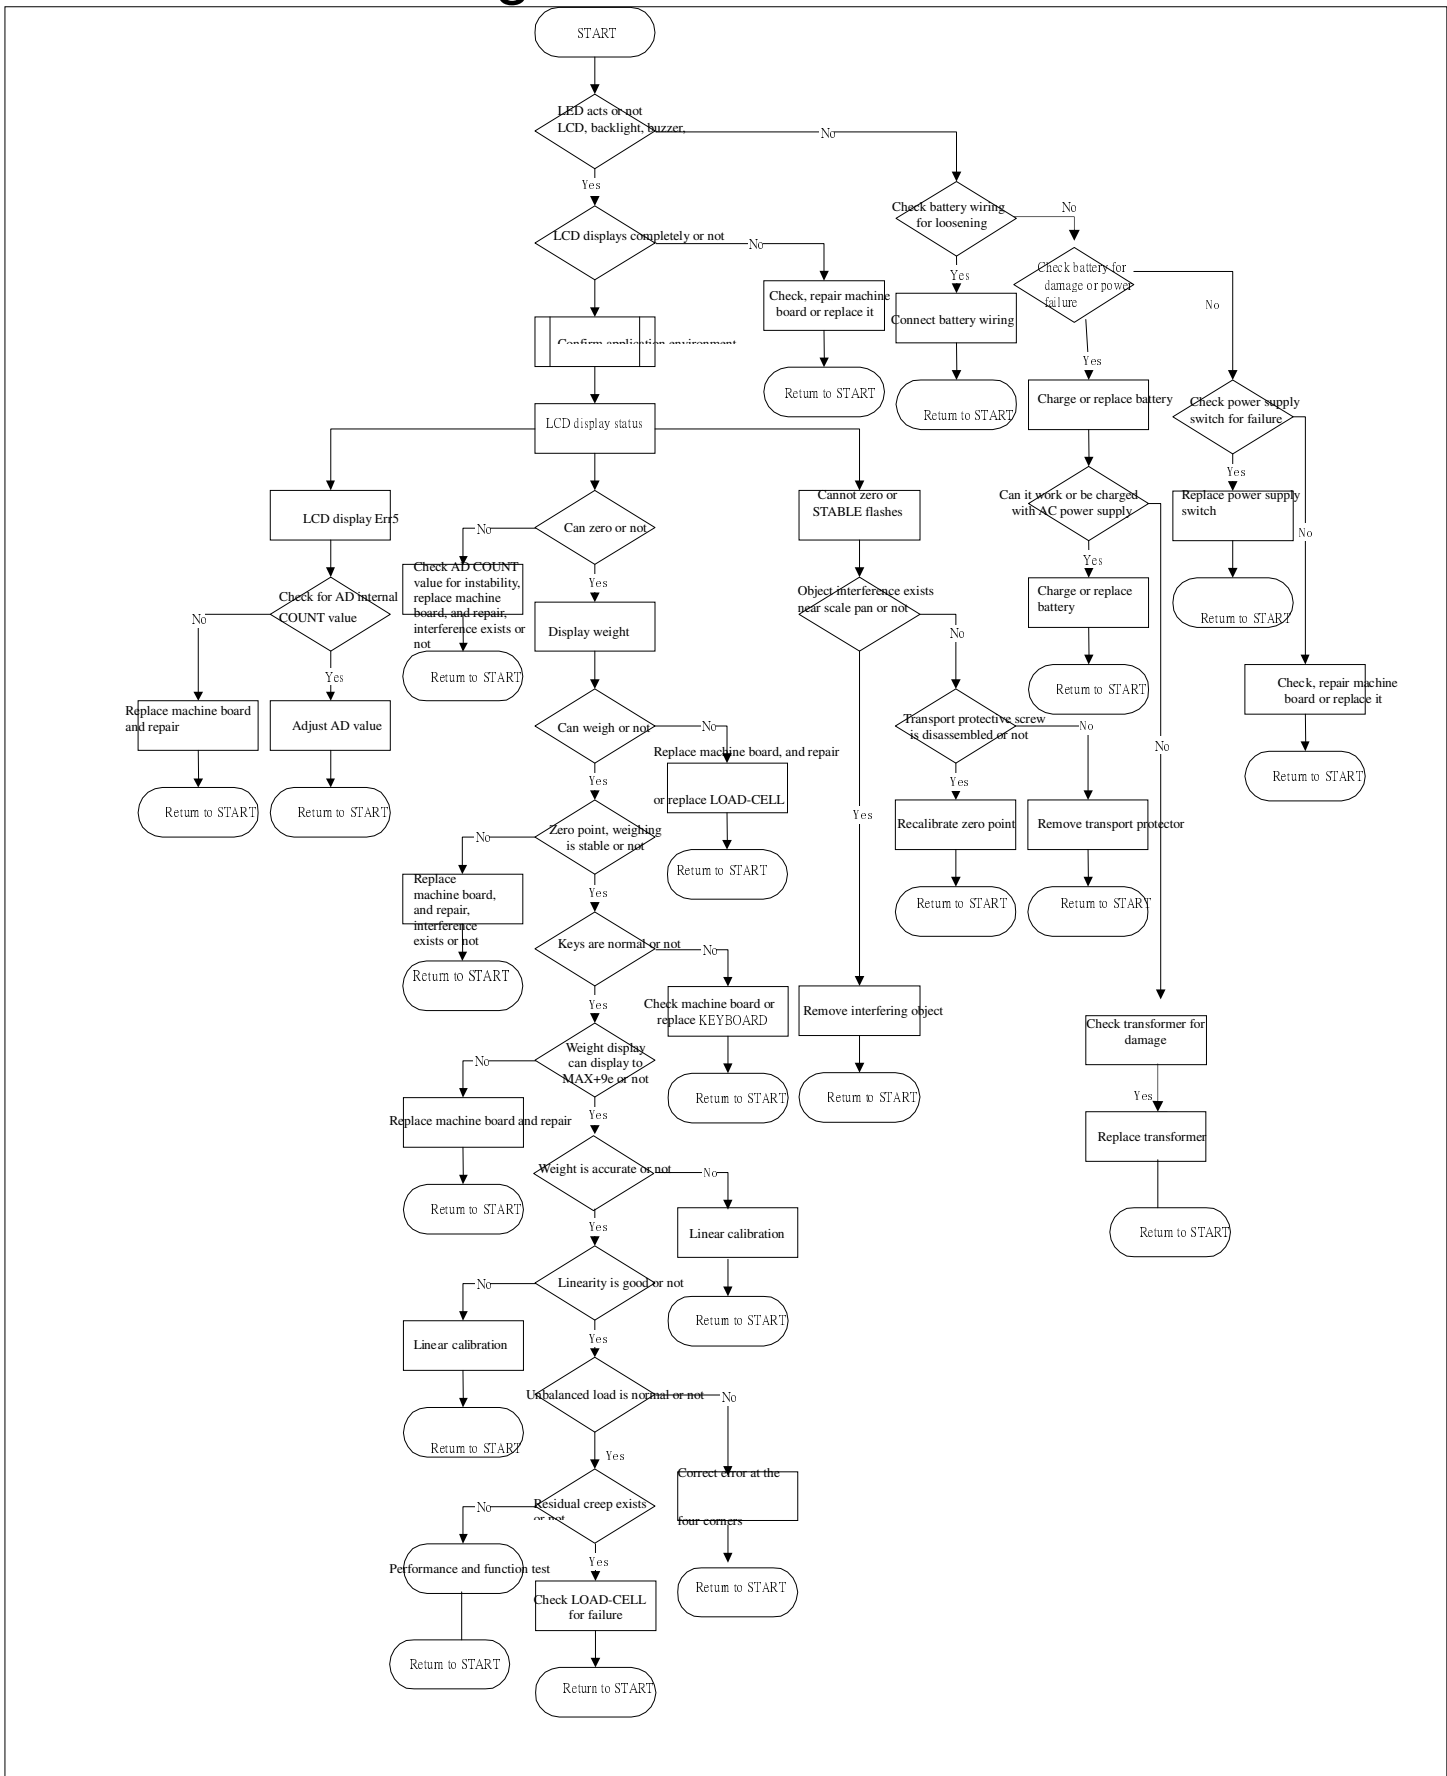 START
LED acts or not
LCD, backlight, buzzer,
No
Yes
Check battery wiring
for loosening
No
LCD displays completely or not
No
Yes
Check battery for
damage or power
failure
No
Check, repair machine
board or replace it
Connect battery wiring
Confirm application environment
Yes
Return to START
Return to START
Charge or replace battery
Check power supply
switch for failure
LCD display status
Yes
LCD display Err5
No
Can zero or not
Cannot zero or
STABLE flashes
Can it work or be charged
with AC power supply
Replace power supply
switch
No
Check AD COUNT
value for instability,
replace machine
board, and repair,
interference exists or
not
Yes
Yes
Check for AD internal
COUNT value
Object interference exists
near scale pan or not
Charge or replace
battery
No
Display weight
No
Return to START
Yes
Return to START
Return to START
Check, repair machine
board or replace it
Replace machine board
and repair
Adjust AD value
Can weigh or not
No
Transport protective screw
is disassembled or not
No
No
Replace machine board, and repair
or replace LOAD-CELL
Yes
Yes
Return to START
Return to START
Return to START
Yes
Recalibrate zero point
Remove transport protector
No
Zero point, weighing
is stable or not
Return to START
Replace
machine board,
and repair,
interference
exists or not
Yes
Return to START
Return to START
Keys are normal or not
No
Return to START
Yes
Check machine board or
replace KEYBOARD
Remove interfering object
Check transformer for
damage
No
Weight display
can display to
MAX+9e or not
Return to START
Return to START
Yes
Replace machine board and repair
Yes
Replace transformer
Weight is accurate or not
No
Return to START
Yes
Linear calibration
Return to START
No
Linearity is good or not
Return to START
Yes
Linear calibration
Unbalanced load is normal or not
No
Return to START
Yes
Correct error at the
four corners
No
Residual creep exists
or not
Yes
Performance and function test
Return to START
Check LOAD-CELL
for failure
Return to START
Return to START